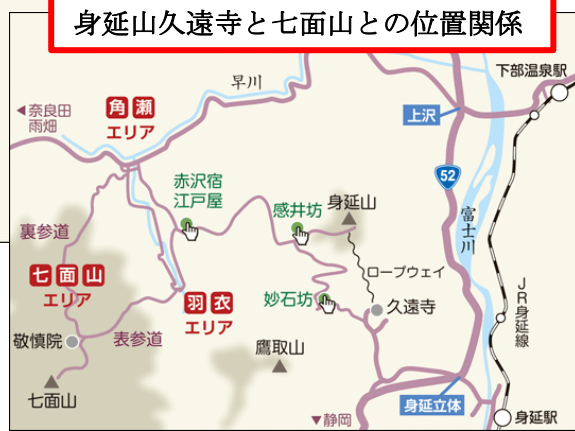 身延山久遠寺と七面山との位置関係
下部温泉駅
早川
◀奈良田
雨畑
角瀬
エリア
上沢
52
赤沢宿
江戸屋
感井坊
身延山
富士川
裏参道
ロープウェイ
七面山
エリア
羽衣
エリア
妙石坊
久遠寺
JR身延線
敬慎院
表参道
鷹取山
七面山
身延立体
▼静岡
身延駅